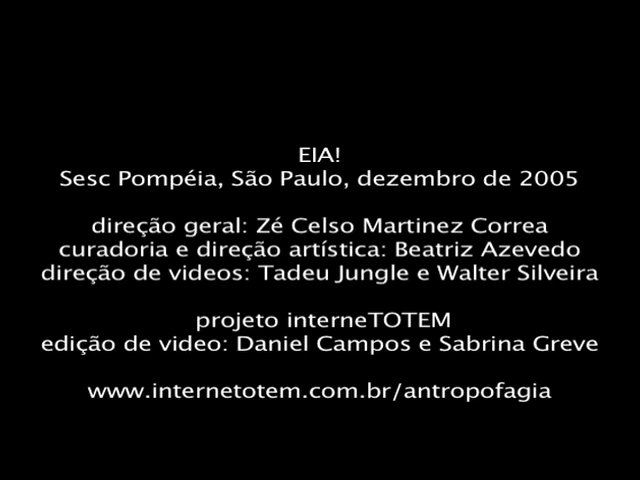 EIA!
Sesc Pompéia, São Paulo, dezembro de 2005
direção geral: Zé Celso Martinez Correa
curadoria e direção artística: Beatriz Azevedo
direção de videos: Tadeu Jungle e Walter Silveira
projeto interneTOTEM
edição de video: Daniel Campos e Sabrina Greve
www.internetotem.com.br/antropofagia